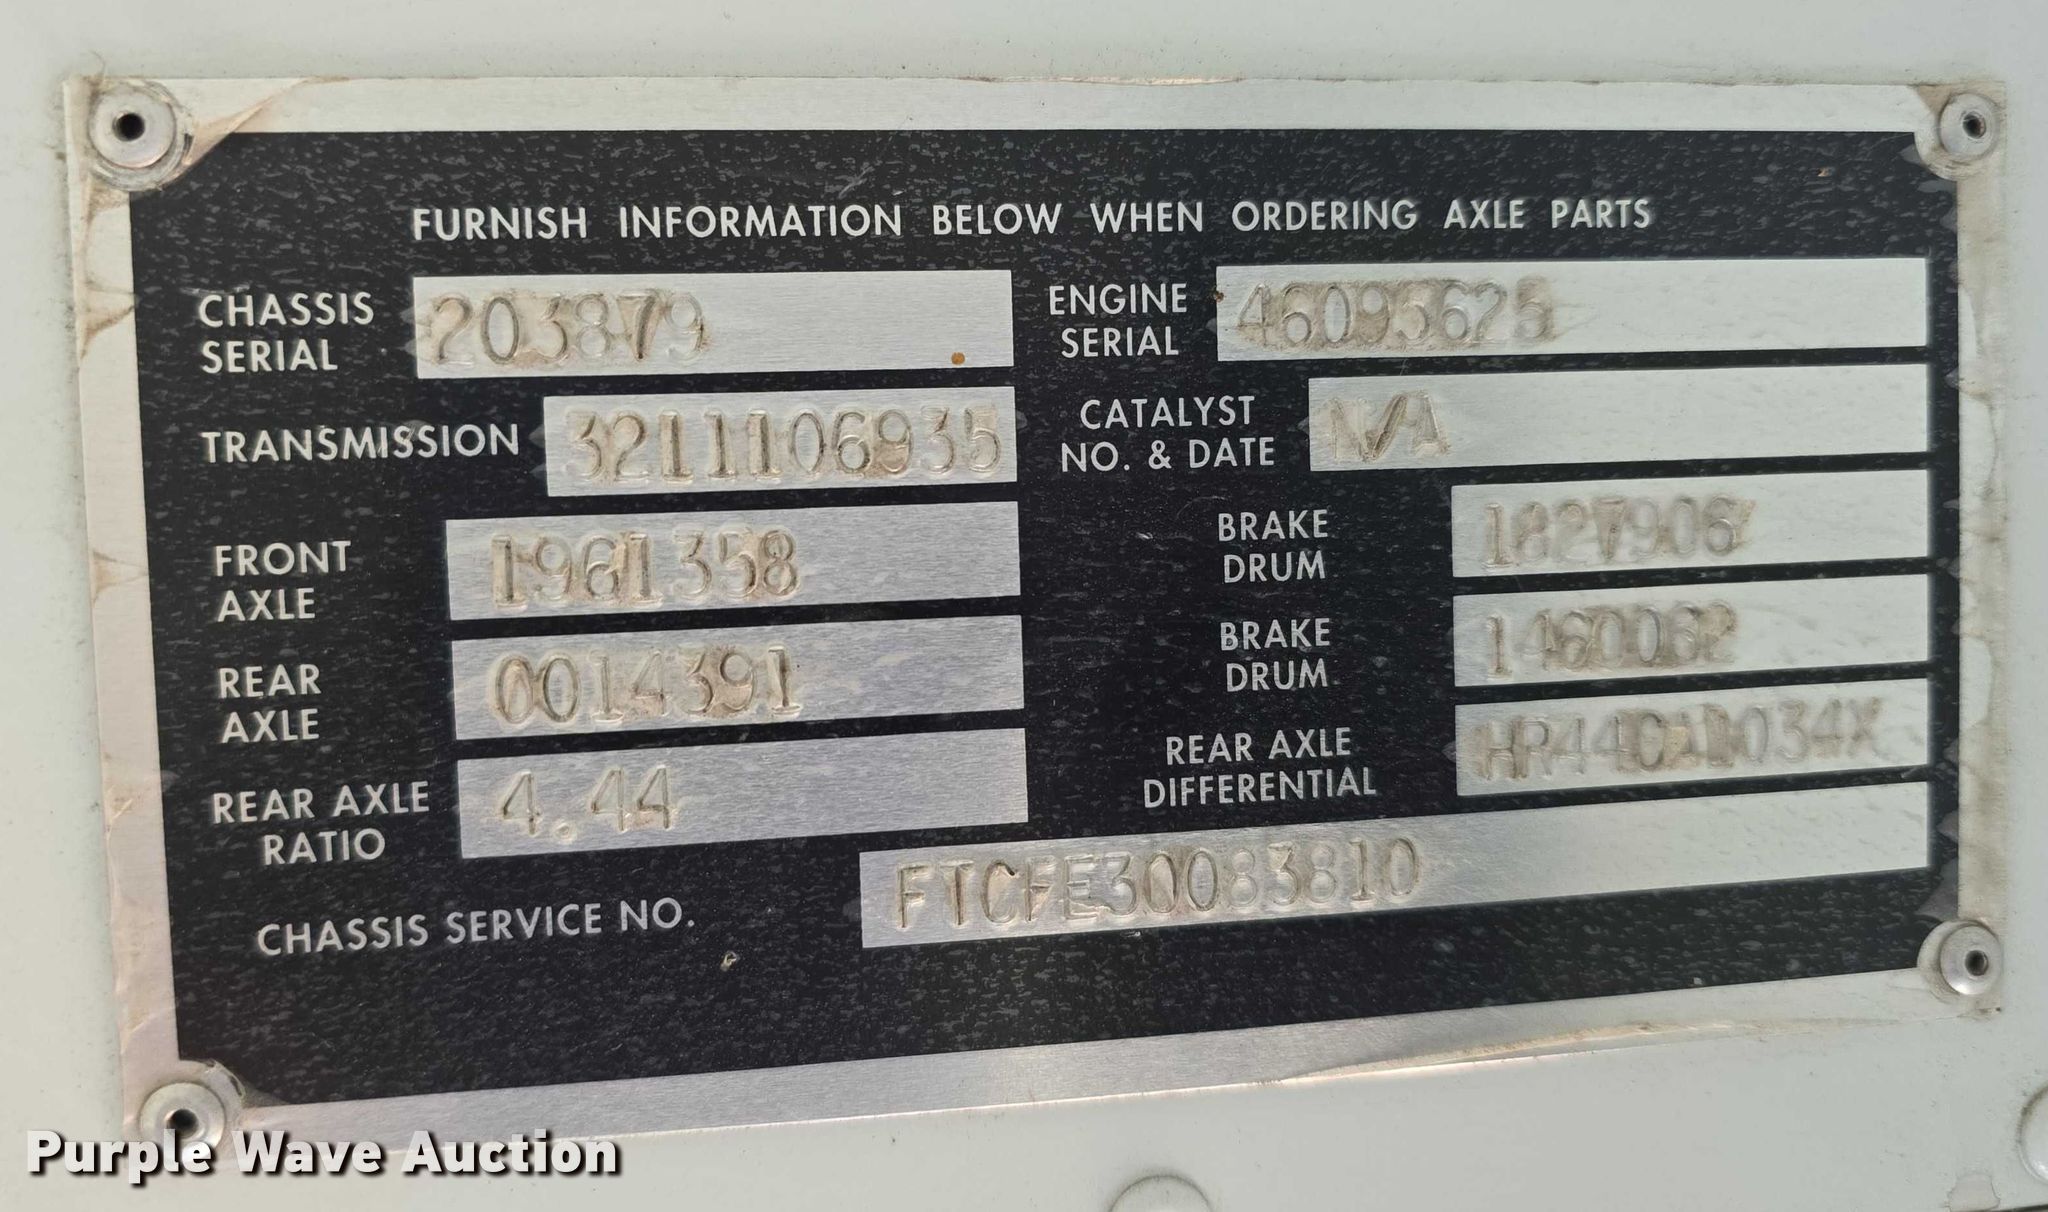 FURNISH INFORMATION BELOW WHEN ORDERING AXLE PARTS
CHASSIS SERIAL 203879
ENGINE SERIAL 46095625
TRANSMISSION 3211106935
CATALYST NO. & DATE N/A
FRONT AXLE 1961358
BRAKE DRUM 1827906
REAR AXLE 0014391
BRAKE DRUM 1460062
REAR AXLE RATIO 4.44
REAR AXLE DIFFERENTIAL
CHASSIS SERVICE NO. FTCFE30083810
Purple Wave Auction